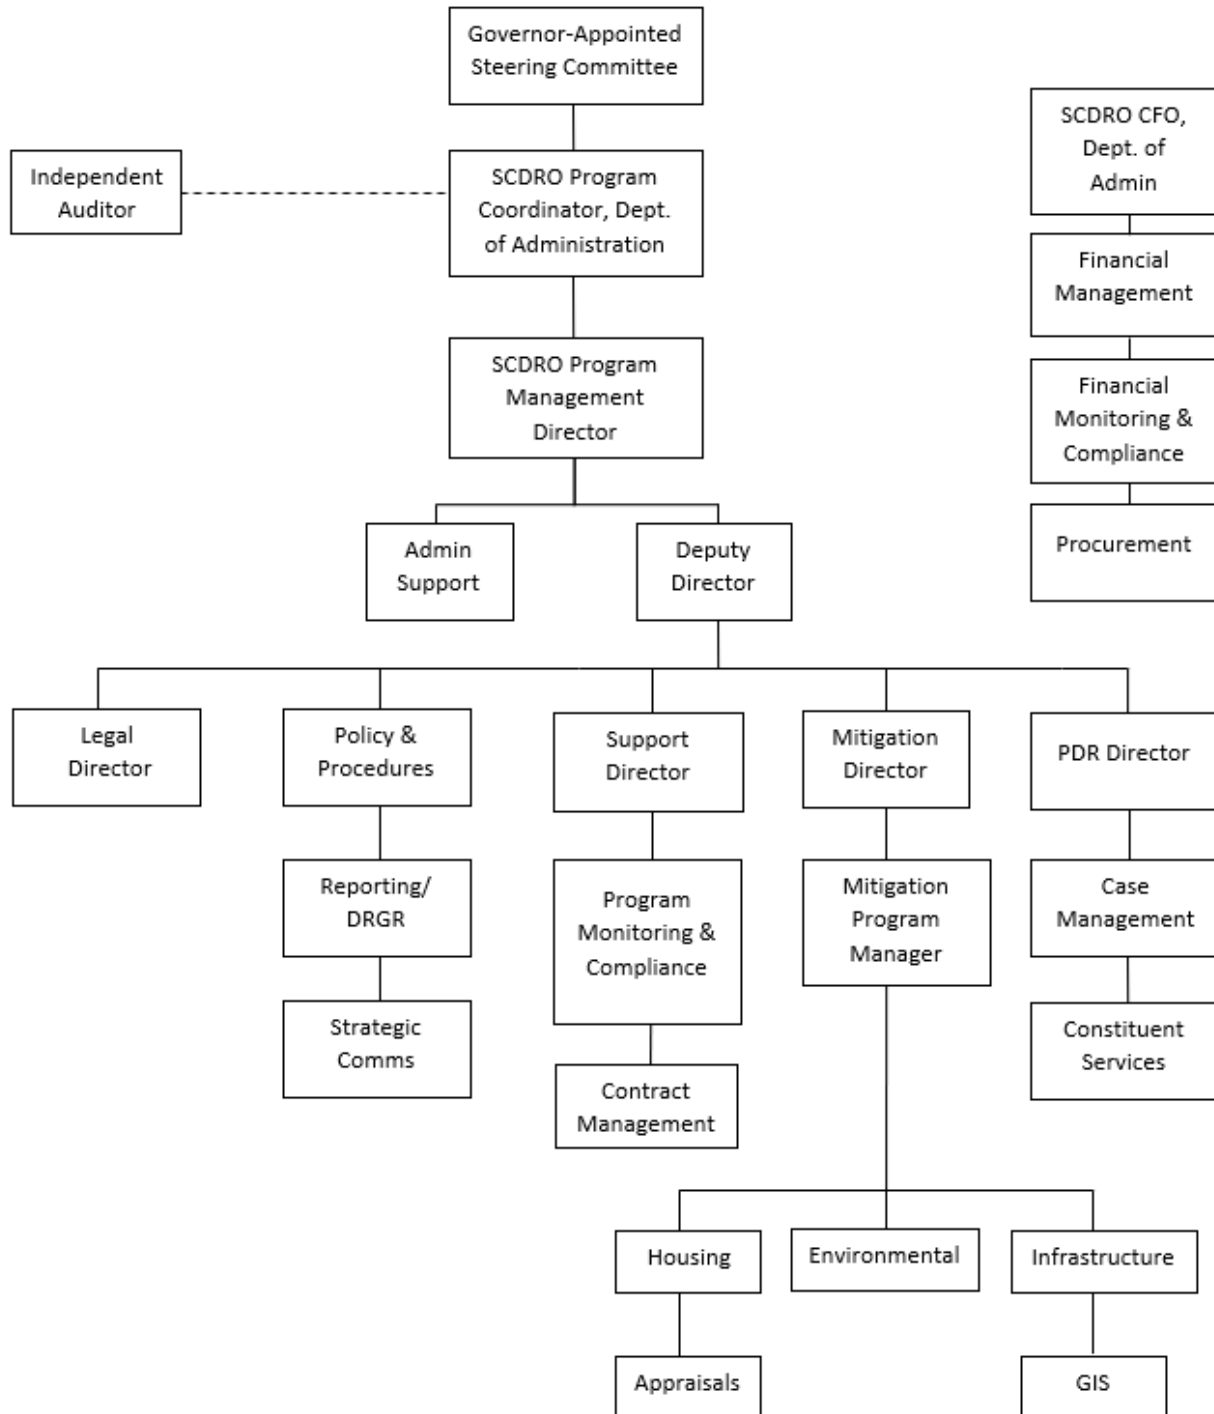 Governor-Appointed
Steering Committee
SCDRO CFO,
Dept. of
Admin
Independent
Auditor
SCDRO Program
Coordinator, Dept.
of Administration
Financial
Management
SCDRO Program
Management
Director
Financial
Monitoring &
Compliance
Admin
Support
Deputy
Director
Procurement
Legal
Director
Policy &
Procedures
Support
Director
Mitigation
Director
PDR Director
Reporting/
DRGR
Program
Monitoring &
Compliance
Mitigation
Program
Manager
Case
Management
Strategic
Comms
Contract
Management
Constituent
Services
Housing
Environmental
Infrastructure
Appraisals
GIS